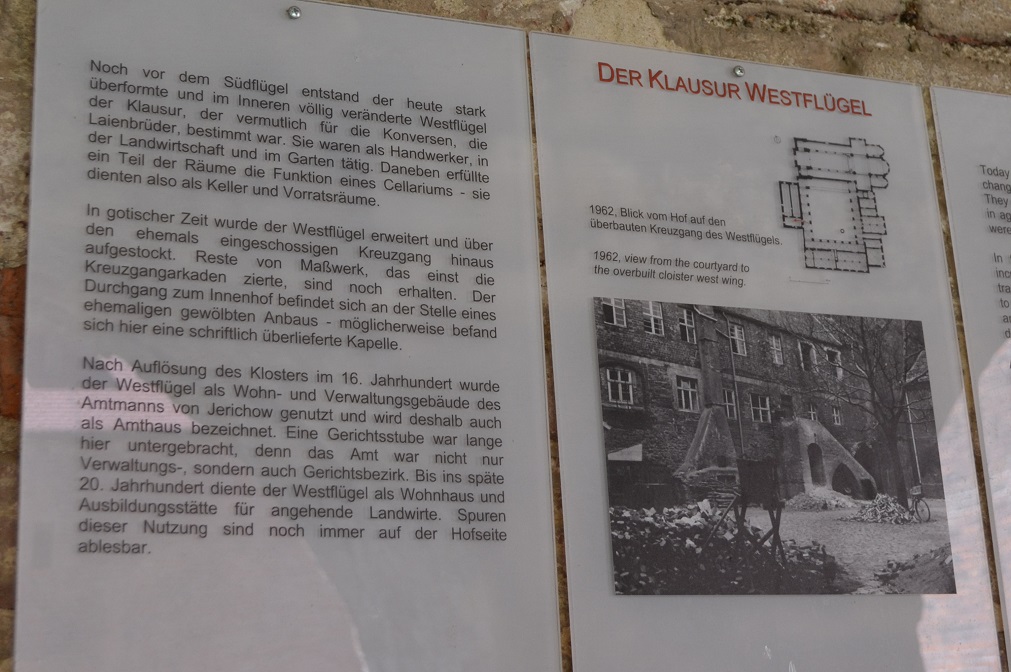 Noch vor dem Südflügel entstand der heute stark
überformte und im Inneren völlig veränderte Westflügel
der Klausur, der vermutlich für die Konversen, die
Laienbrüder, bestimmt war. Sie waren als Handwerker, in
der Landwirtschaft und im Garten tätig. Daneben erfüllte
ein Teil der Räume die Funktion eines Cellariums - sie
dienten also als Keller und Vorratsräume.
In gotischer Zeit wurde der Westflügel erweitert und über
den ehemals eingeschossigen Kreuzgang hinaus
aufgestockt. Reste von Maßwerk, das einst die
Kreuzgangarkaden zierte, sind noch erhalten. Der
Durchgang zum Innenhof befindet sich an der Stelle eines
ehemaligen gewölbten Anbaus - möglicherweise befand
sich hier eine schriftlich überlieferte Kapelle.
Nach Auflösung des Klosters im 16. Jahrhundert wurde
der Westflügel als Wohn- und Verwaltungsgebäude des
Amtmanns von Jerichow genutzt und wird deshalb auch
als Amthaus bezeichnet. Eine Gerichtsstube war lange
hier untergebracht, denn das Amt war nicht nur
Verwaltungs-, sondern auch Gerichtsbezirk. Bis ins späte
20. Jahrhundert diente der Westflügel als Wohnhaus und
Ausbildungsstätte für angehende Landwirte. Spuren
dieser Nutzung sind noch immer auf der Hofseite
ablesbar.
DER KLAUSUR WESTFLÜGEL
1962, Blick vom Hof auf den
überbauten Kreuzgang des Westflügels.
1962, view from the courtyard to
the overbuilt cloister west wing.
Today
chang
They
in ag
were
In
inc
tra
to